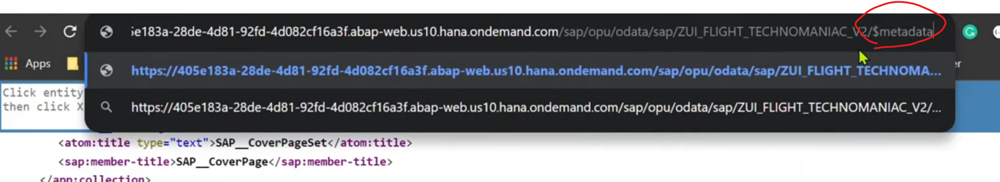 5e183a-28de-4d81-92fd-4d082cf16a3f.abap-web.us10.hana.ondemand.com/sap/opu/odata/sap/ZUI_FLIGHT_TECHNOMANIAC_V2/$metadata
Apps
https://405e183a-28de-4d81-92fd-4d082cf16a3f.abap-web.us10.hana.ondemand.com/sap/opu/odata/sap/ZUI_FLIGHT_TECHNOMA...
er
Click entity
https://405e183a-28de-4d81-92fd-4d082cf16a3f.abap-web.us10.hana.ondemand.com/sap/opu/odata/sap/ZUI_FLIGHT_TECHNOMANIAC_V2/...
then click X
<atom:title type="text">SAP__CoverPageSet</atom:title>
<sap:member-title>SAP__CoverPage</sap:member-title>
</app:collection>